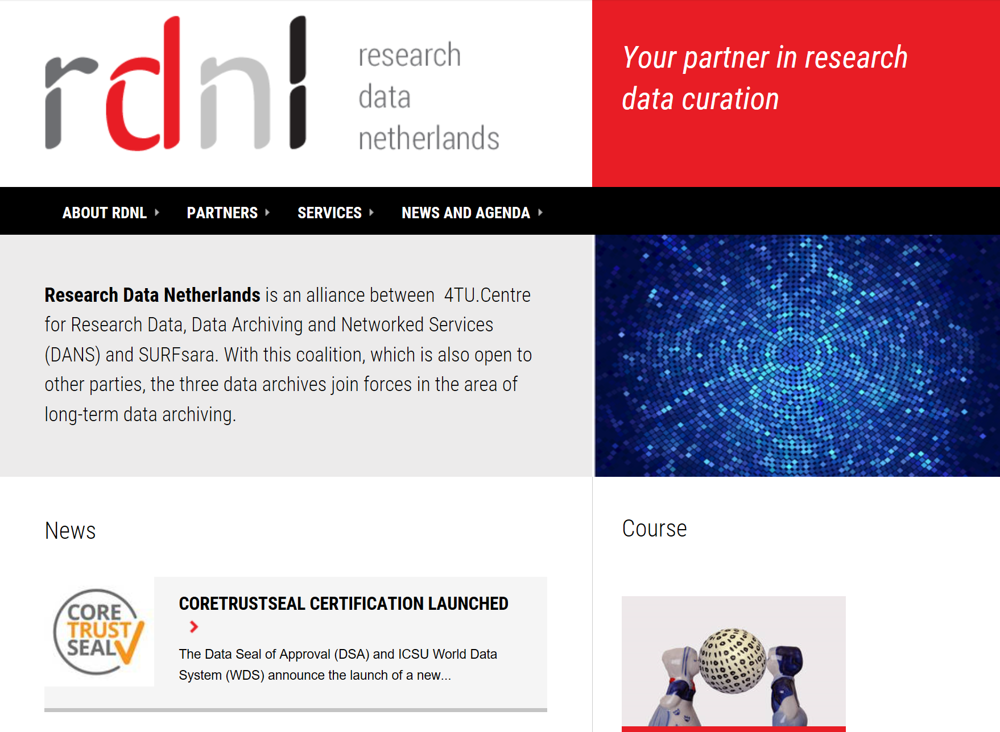 rdnl
research
data
netherlands
Your partner in research
data curation
ABOUT RDNL
PARTNERS
SERVICES
NEWS AND AGENDA
Research Data Netherlands is an alliance between 4TU.Centre
for Research Data, Data Archiving and Networked Services
(DANS) and SURFsara. With this coalition, which is also open to
other parties, the three data archives join forces in the area of
long-term data archiving.
News
CORE
TRUST
SEAL
CORETRUSTSEAL CERTIFICATION LAUNCHED
The Data Seal of Approval (DSA) and ICSU World Data
System (WDS) announce the launch of a new...
Course